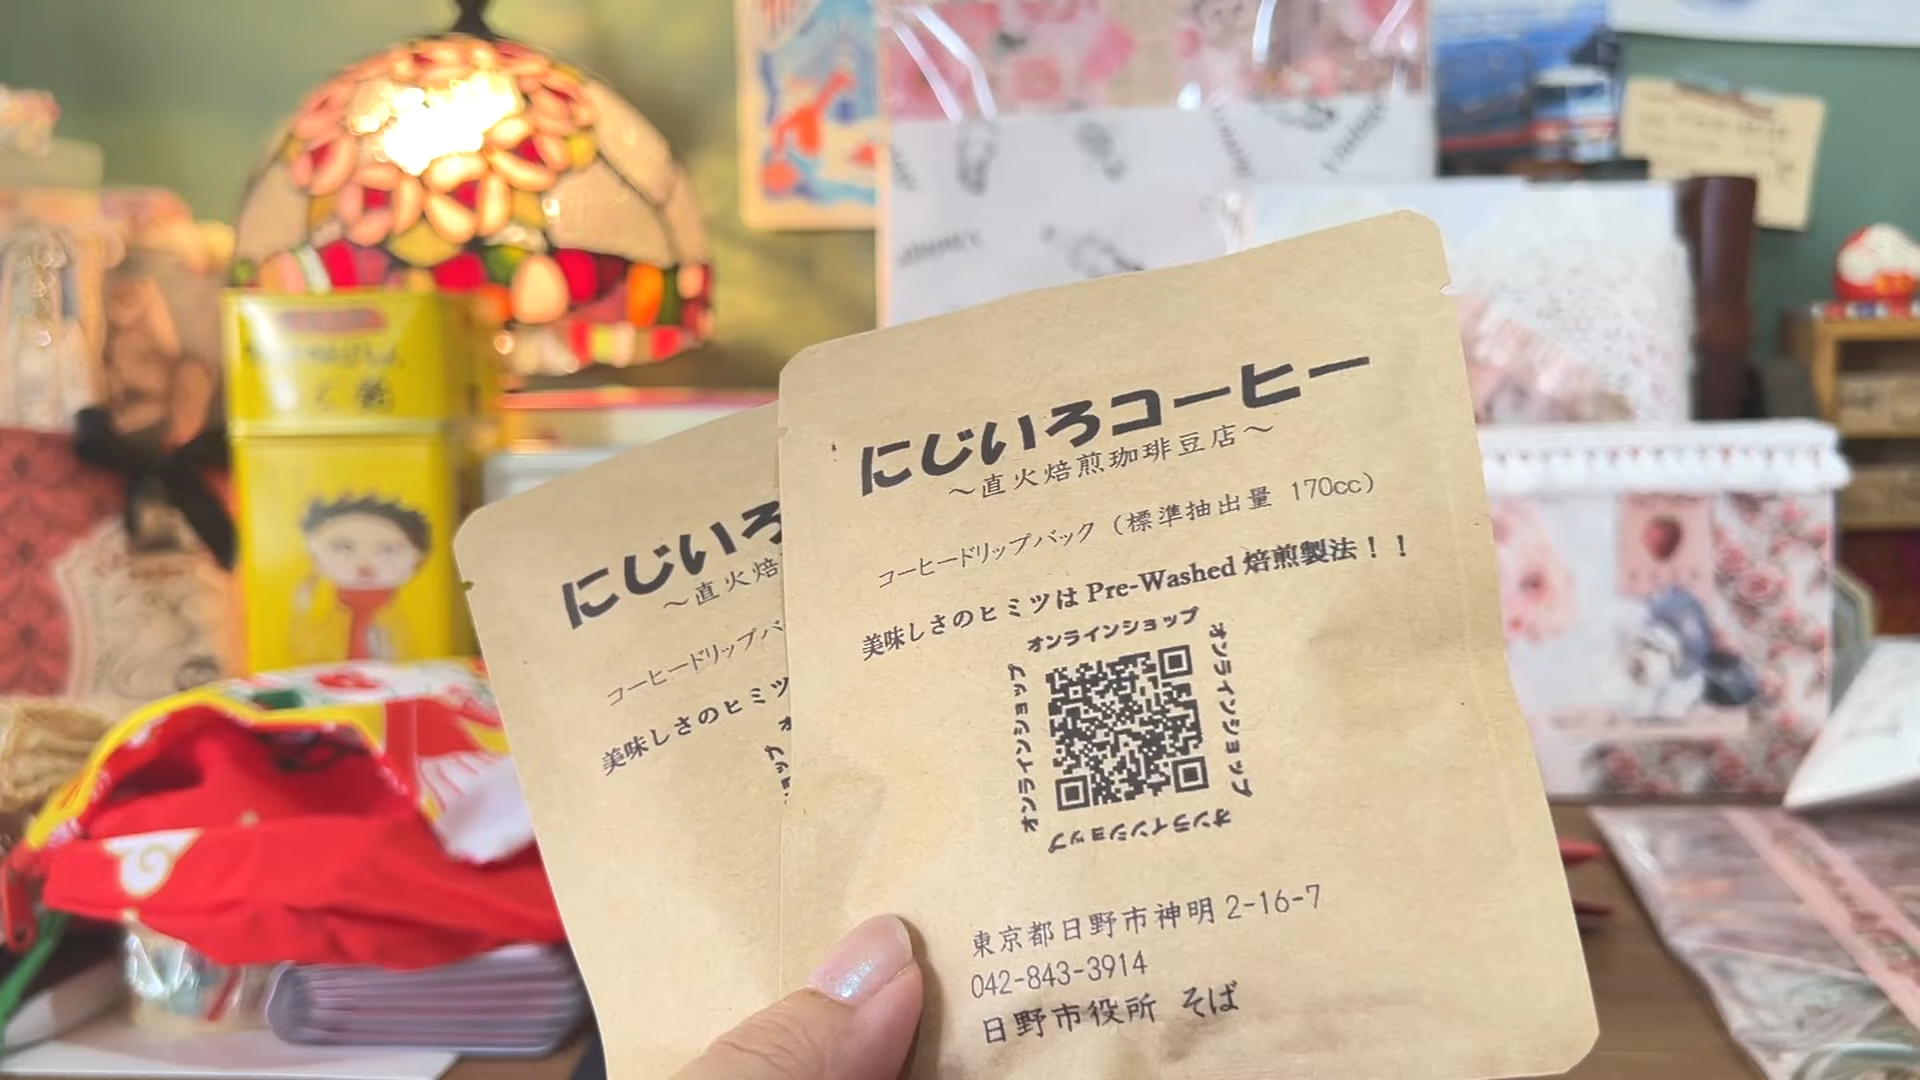 にじいろコーヒー
～直火焙煎珈琲豆店～
コーヒードリップバック（標準抽出量 170cc）
美味しさのヒミツは Pre-Washed 焙煎製法！！
オンラインショップ
オンラインショップ
オンラインショップ
オンラインショップ
東京都日野市神明 2-16-7
042-843-3914
日野市役所 そば
にじいろ
～直火焙
コーヒードリップバ
美味しさのヒミツ